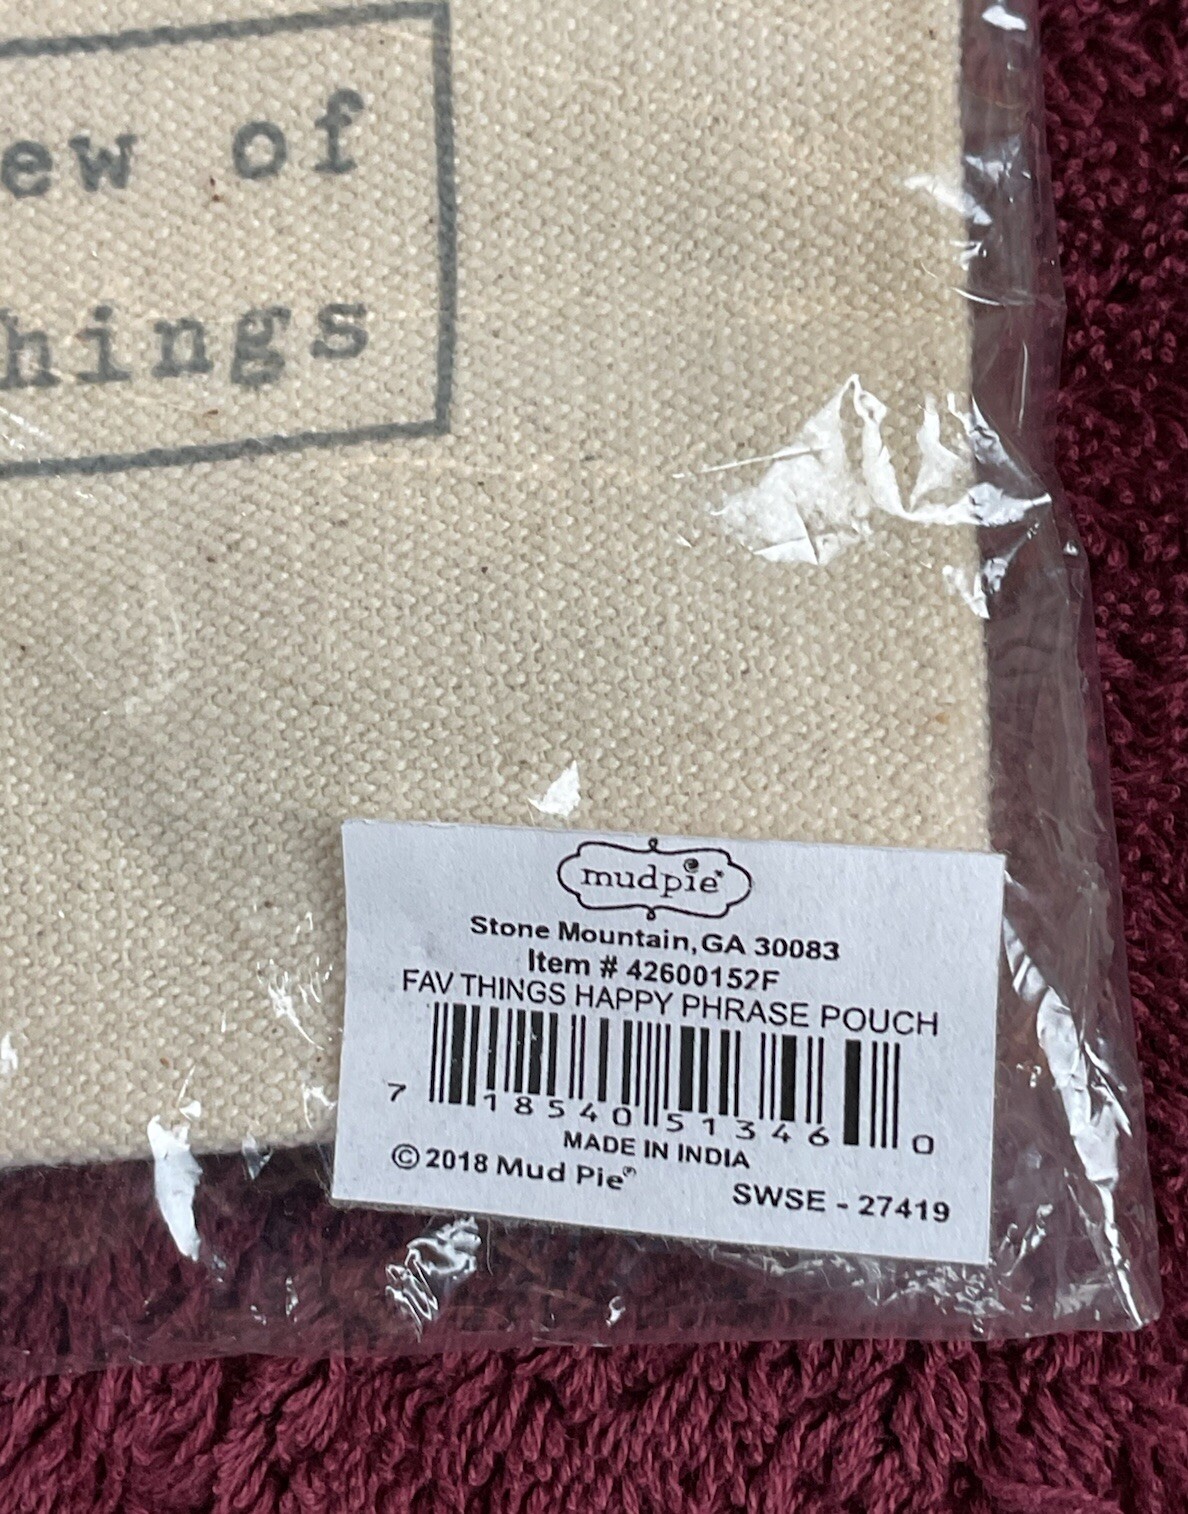 ew of
hings
mudpie
Stone Mountain, GA 30083
Item # 42600152F
FAV THINGS HAPPY PHRASE POUCH
7 18540 51346 0
MADE IN INDIA
© 2018 Mud Pie®
SWSE - 27419